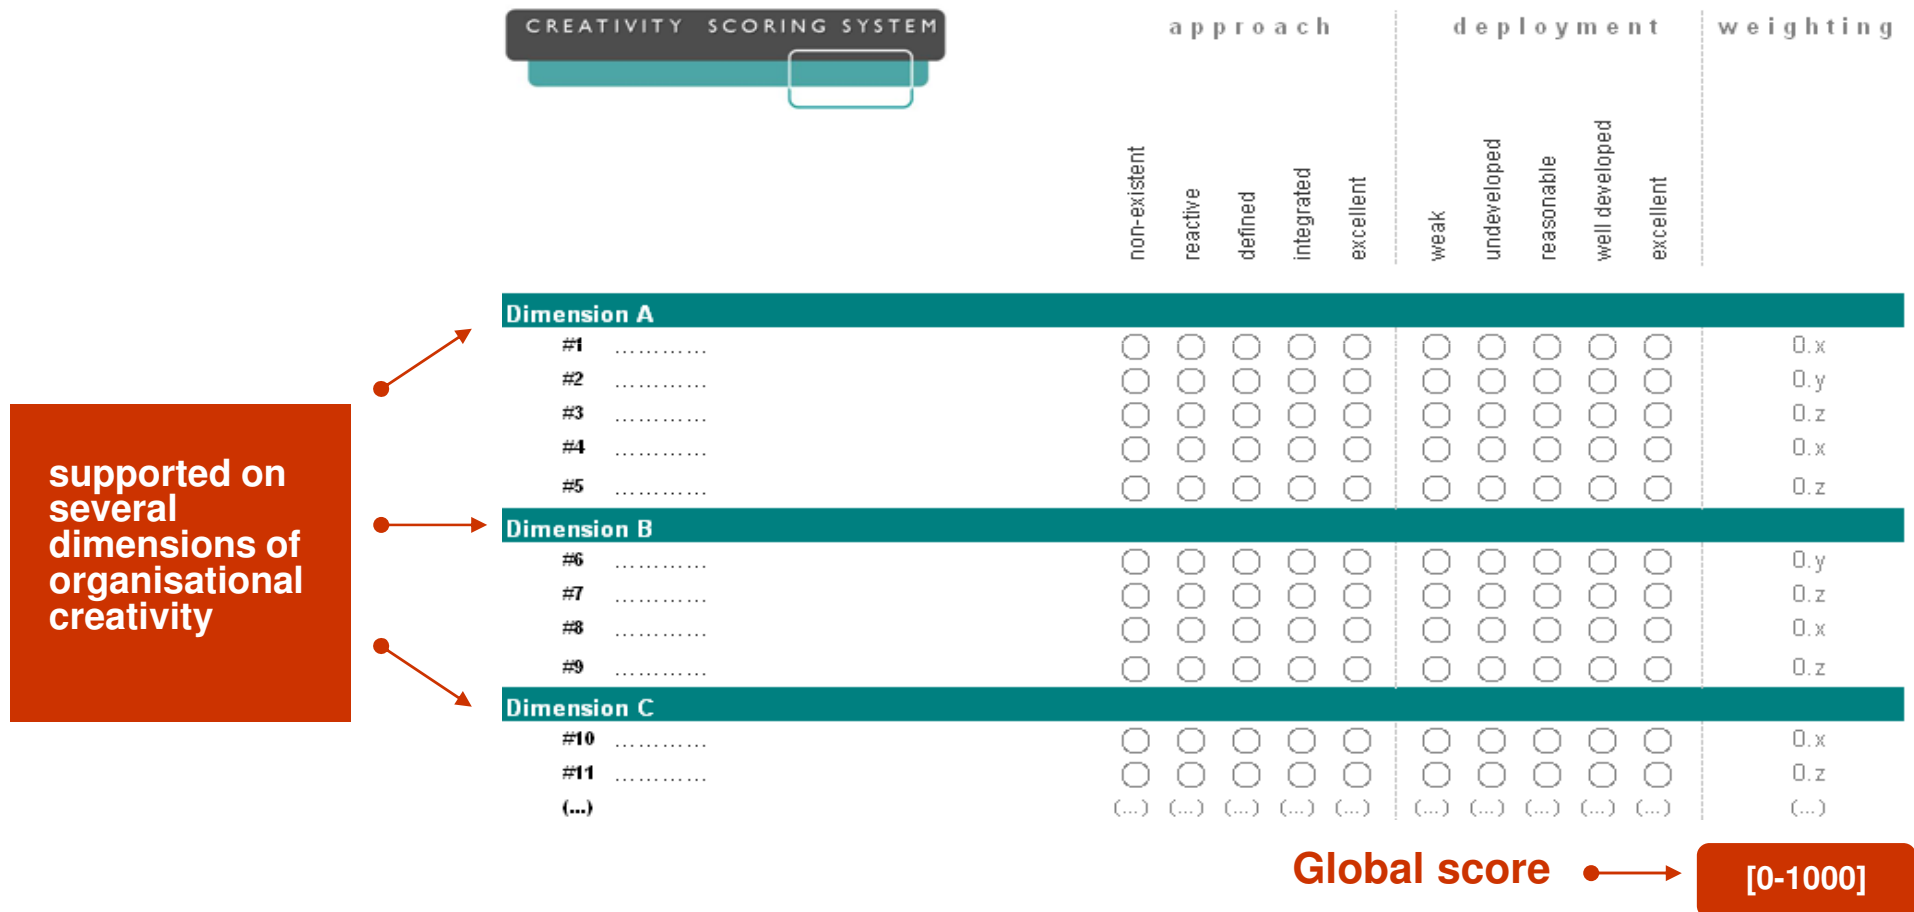 CREATIVITY SCORING SYSTEM
approach deployment weighting
non-existent reactive defined integrated excellent weak undeveloped reasonable well developed excellent
Dimension A
#1 ............ 0.x
#2 ............ 0.y
#3 ............ 0.z
#4 ............ 0.x
#5 ............ 0.z
Dimension B
#6 ............ 0.y
#7 ............ 0.z
#8 ............ 0.x
#9 ............ 0.z
Dimension C
#10 ............ 0.x
#11 ............ 0.z
(...) (...) (...) (...) (...) (...) (...) (...) (...) (...) (...) (...)
supported on
several
dimensions of
organisational
creativity
Global score [0-1000]